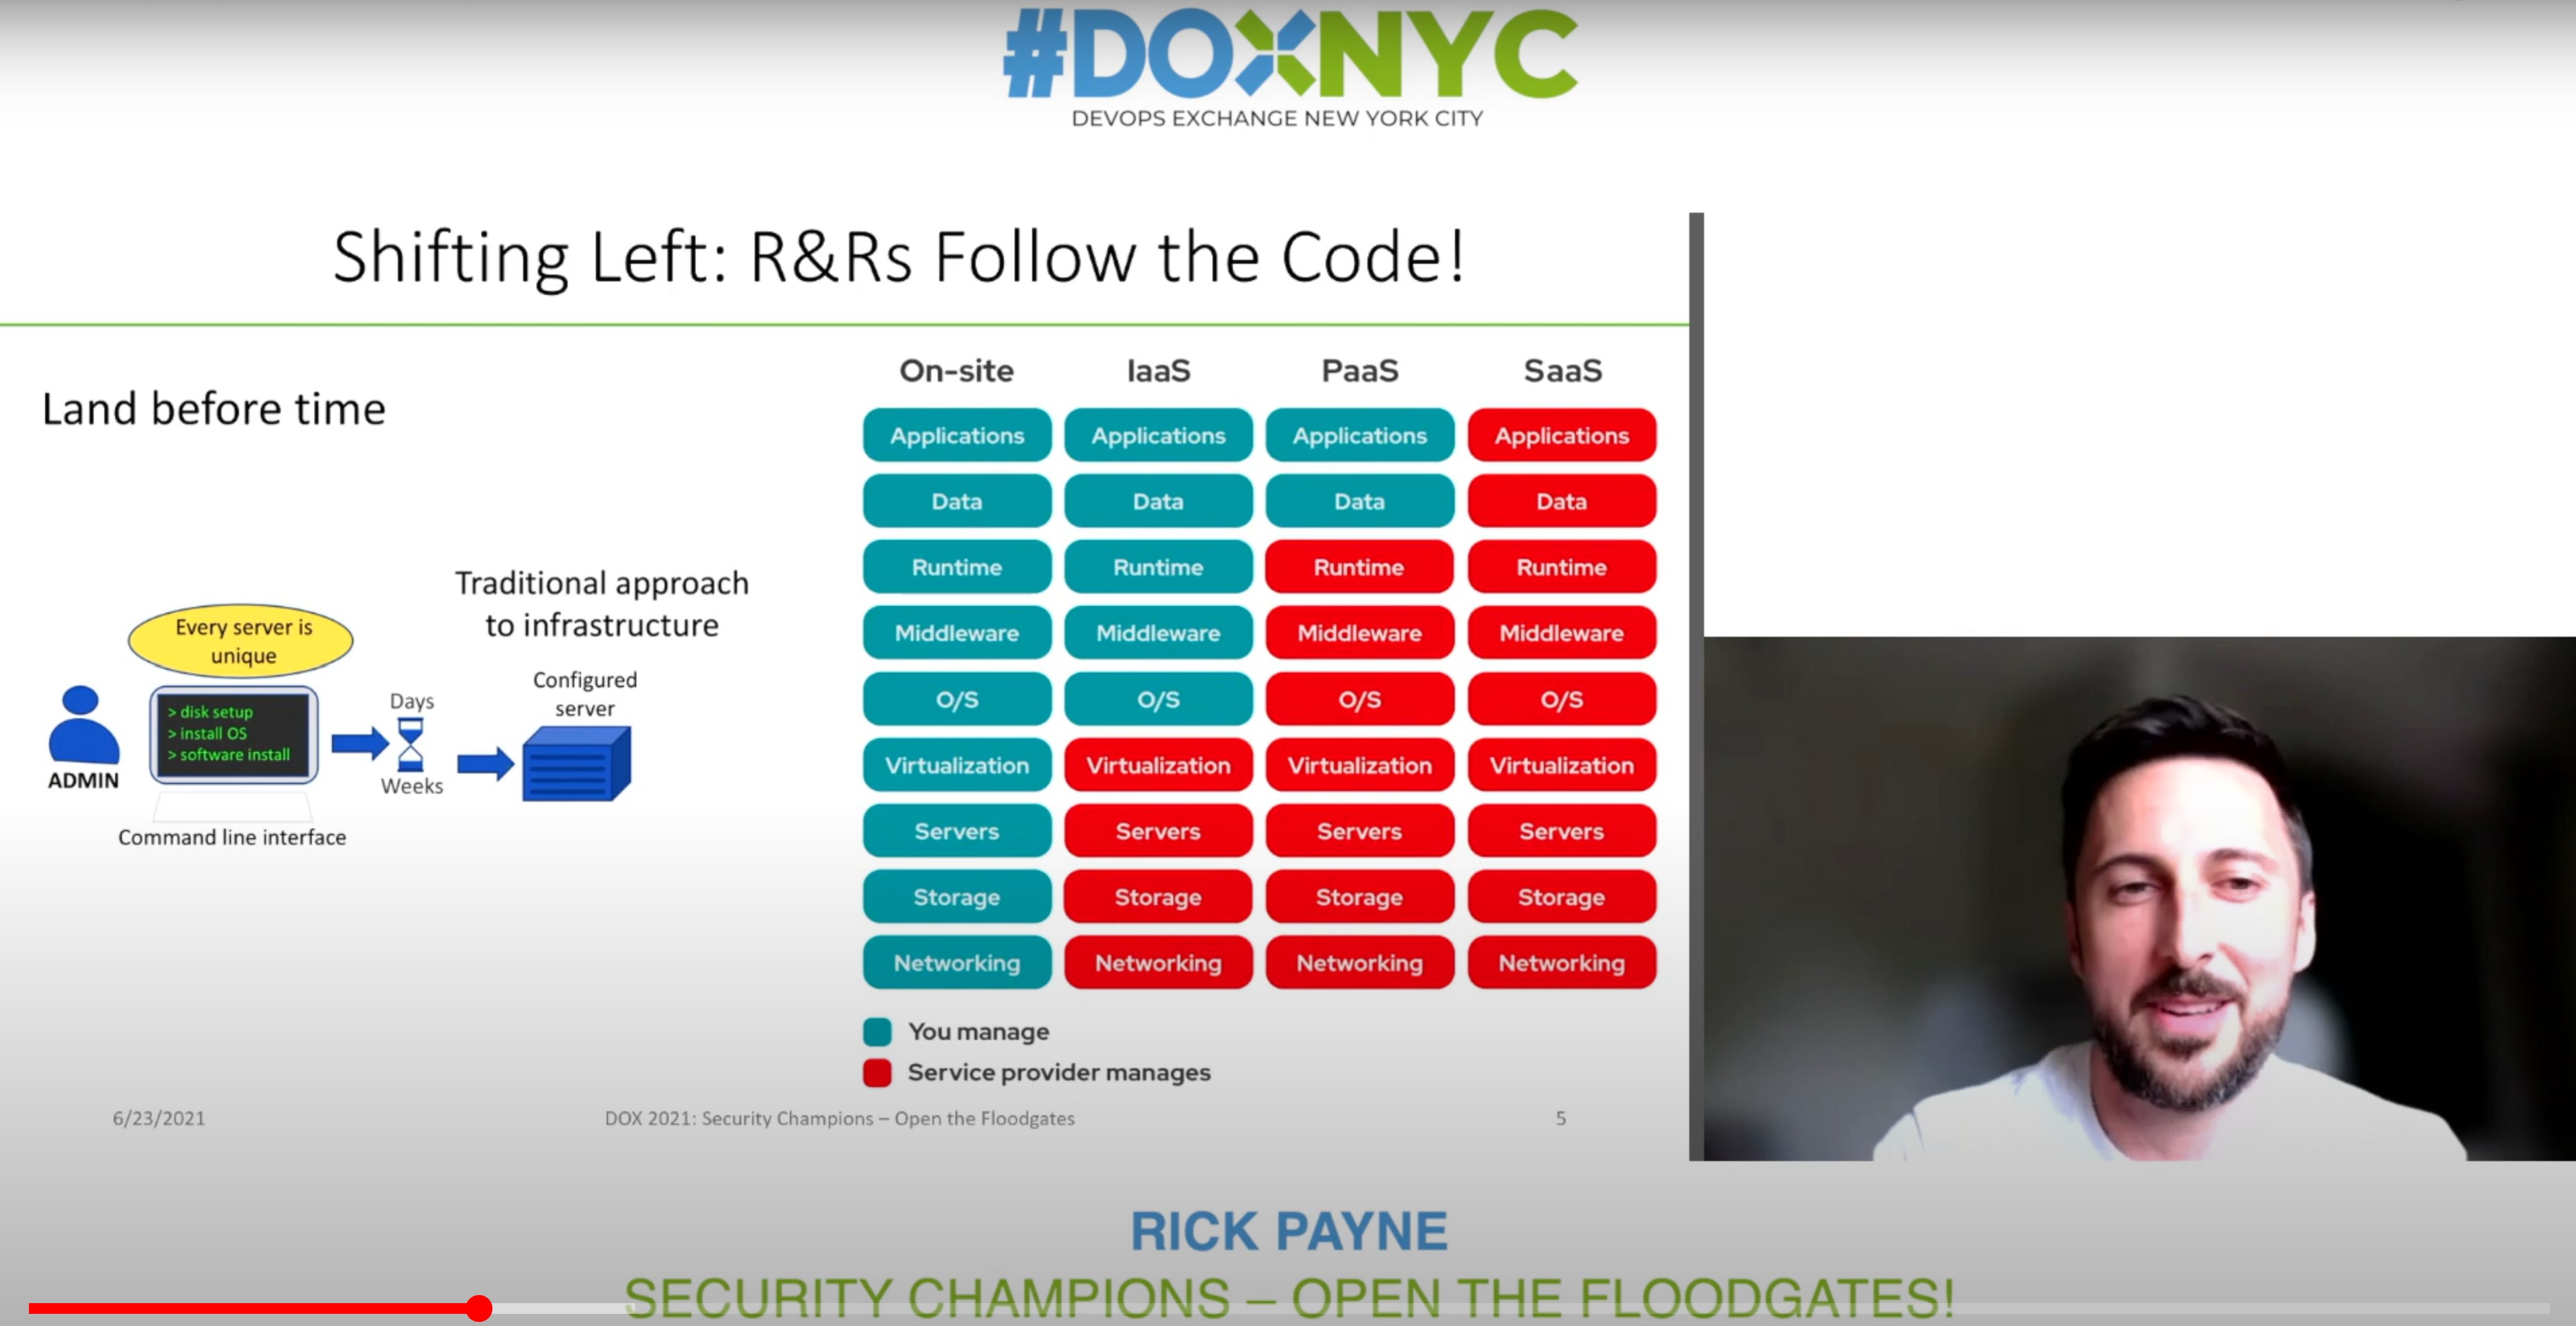 #DOXNYC
DEVOPS EXCHANGE NEW YORK CITY
Shifting Left: R&Rs Follow the Code!
Land before time
Traditional approach
to infrastructure
Every server is
unique
> disk setup
> install OS
> software install
ADMIN
Command line interface
Days
Weeks
Configured
server
On-site IaaS PaaS SaaS
Applications Applications Applications Applications
Data Data Data Data
Runtime Runtime Runtime Runtime
Middleware Middleware Middleware Middleware
O/S O/S O/S O/S
Virtualization Virtualization Virtualization Virtualization
Servers Servers Servers Servers
Storage Storage Storage Storage
Networking Networking Networking Networking
You manage
Service provider manages
6/23/2021 DOX 2021: Security Champions – Open the Floodgates 5
RICK PAYNE
SECURITY CHAMPIONS – OPEN THE FLOODGATES!